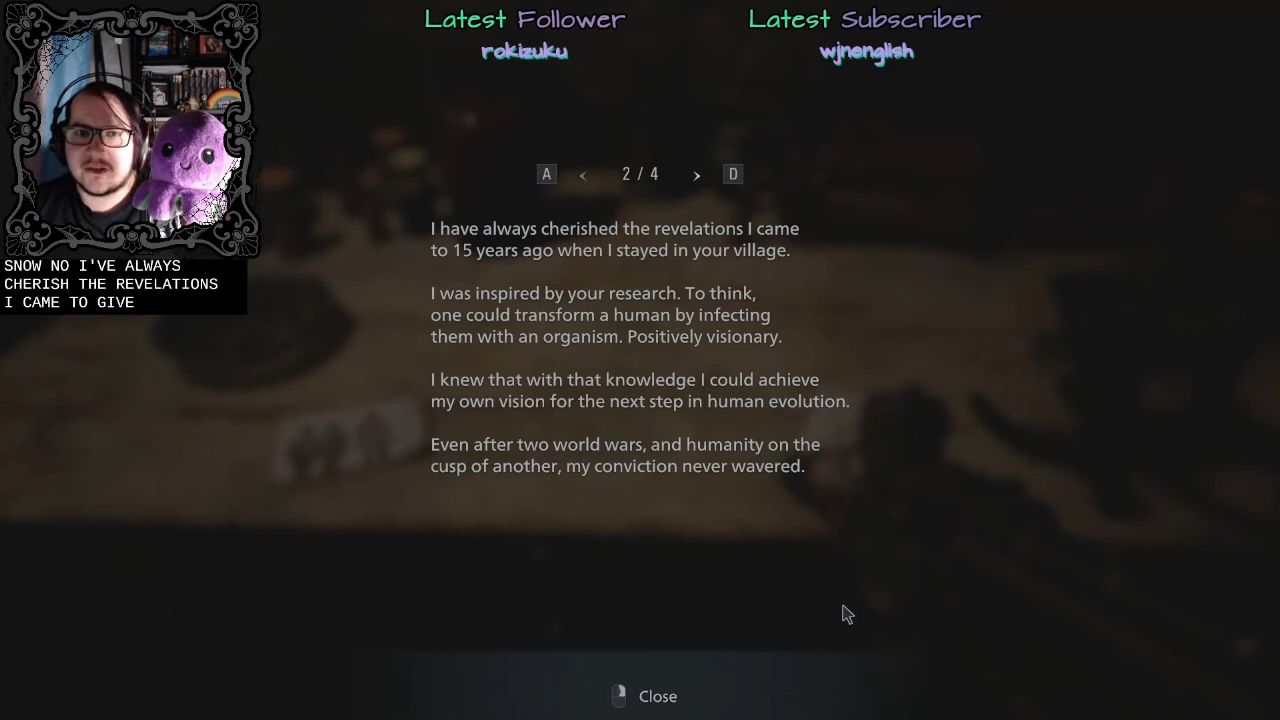 Latest Follower
rokizuku
Latest Subscriber
wjnenglish
SNOW NO I'VE ALWAYS
CHERISH THE REVELATIONS
I CAME TO GIVE
A < 2 / 4 > D
I have always cherished the revelations I came
to 15 years ago when I stayed in your village.
I was inspired by your research. To think,
one could transform a human by infecting
them with an organism. Positively visionary.
I knew that with that knowledge I could achieve
my own vision for the next step in human evolution.
Even after two world wars, and humanity on the
cusp of another, my conviction never wavered.
Close